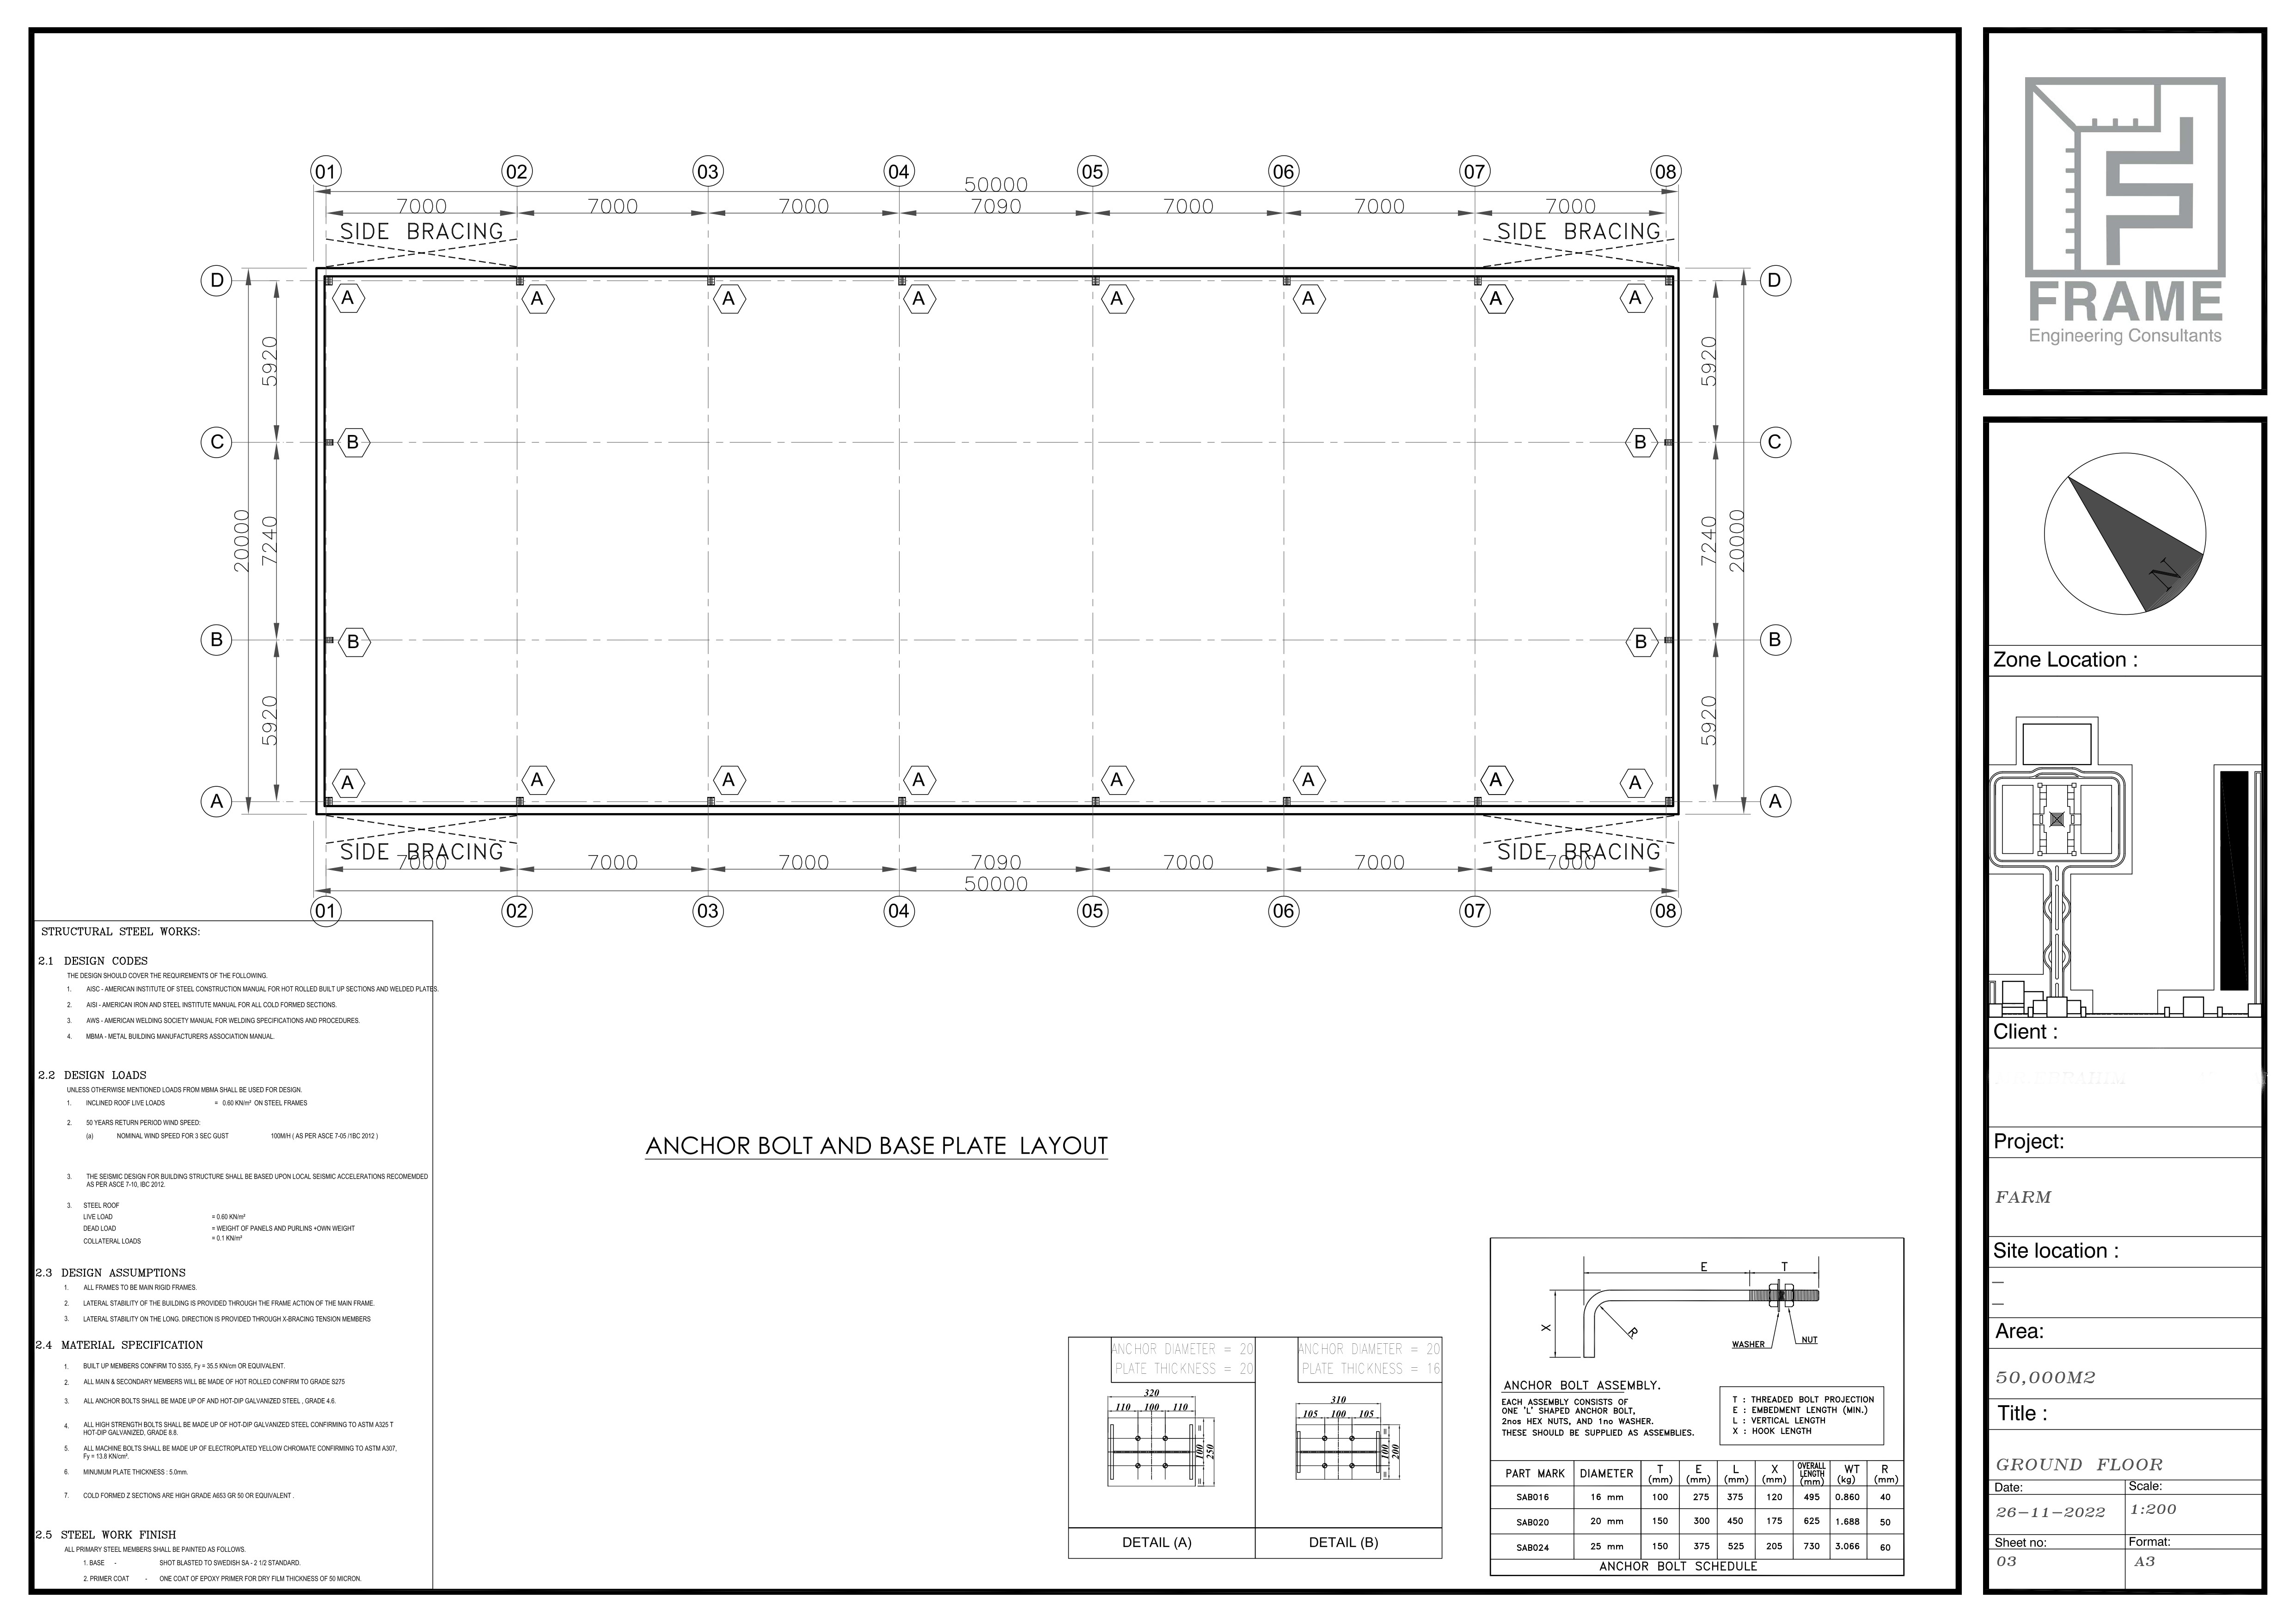 01 02 03 04 05 06 07 08
50000
7000 7000 7000 7090 7000 7000 7000
SIDE BRACING SIDE BRACING
D D
A A A A A A A A
5920 5920
C B B C
20000 7240 7240 20000
B B B B
5920 5920
A A A A A A A A
A A
SIDE BRACING SIDE BRACING
7000 7000 7000 7090 7000 7000 7000
50000
01 02 03 04 05 06 07 08
STRUCTURAL STEEL WORKS:
2.1 DESIGN CODES
THE DESIGN SHOULD COVER THE REQUIREMENTS OF THE FOLLOWING.
1. AISC - AMERICAN INSTITUTE OF STEEL CONSTRUCTION MANUAL FOR HOT ROLLED BUILT UP SECTIONS AND WELDED PLATES.
2. AISI - AMERICAN IRON AND STEEL INSTITUTE MANUAL FOR ALL COLD FORMED SECTIONS.
3. AWS - AMERICAN WELDING SOCIETY MANUAL FOR WELDING SPECIFICATIONS AND PROCEDURES.
4. MBMA - METAL BUILDING MANUFACTURERS ASSOCIATION MANUAL.
2.2 DESIGN LOADS
UNLESS OTHERWISE MENTIONED LOADS FROM MBMA SHALL BE USED FOR DESIGN.
1. INCLINED ROOF LIVE LOADS = 0.60 KN/m² ON STEEL FRAMES
2. 50 YEARS RETURN PERIOD WIND SPEED:
(a) NOMINAL WIND SPEED FOR 3 SEC GUST 100M/H ( AS PER ASCE 7-05 /1BC 2012 )
3. THE SEISMIC DESIGN FOR BUILDING STRUCTURE SHALL BE BASED UPON LOCAL SEISMIC ACCELERATIONS RECOMEMDED
AS PER ASCE 7-10, IBC 2012.
3. STEEL ROOF
LIVE LOAD = 0.60 KN/m²
DEAD LOAD = WEIGHT OF PANELS AND PURLINS +OWN WEIGHT
COLLATERAL LOADS = 0.1 KN/m²
2.3 DESIGN ASSUMPTIONS
1. ALL FRAMES TO BE MAIN RIGID FRAMES.
2. LATERAL STABILITY OF THE BUILDING IS PROVIDED THROUGH THE FRAME ACTION OF THE MAIN FRAME.
3. LATERAL STABILITY ON THE LONG. DIRECTION IS PROVIDED THROUGH X-BRACING TENSION MEMBERS
2.4 MATERIAL SPECIFICATION
1. BUILT UP MEMBERS CONFIRM TO S355, Fy = 35.5 KN/cm OR EQUIVALENT.
2. ALL MAIN & SECONDARY MEMBERS WILL BE MADE OF HOT ROLLED CONFIRM TO GRADE S275
3. ALL ANCHOR BOLTS SHALL BE MADE UP OF AND HOT-DIP GALVANIZED STEEL , GRADE 4.6.
4. ALL HIGH STRENGTH BOLTS SHALL BE MADE UP OF HOT-DIP GALVANIZED STEEL CONFIRMING TO ASTM A325 T
HOT-DIP GALVANIZED, GRADE 8.8.
5. ALL MACHINE BOLTS SHALL BE MADE UP OF ELECTROPLATED YELLOW CHROMATE CONFIRMING TO ASTM A307,
Fy = 13.8 KN/cm².
6. MINUMUM PLATE THICKNESS : 5.0mm.
7. COLD FORMED Z SECTIONS ARE HIGH GRADE A653 GR 50 OR EQUIVALENT .
2.5 STEEL WORK FINISH
ALL PRIMARY STEEL MEMBERS SHALL BE PAINTED AS FOLLOWS.
1. BASE - SHOT BLASTED TO SWEDISH SA - 2 1/2 STANDARD.
2. PRIMER COAT - ONE COAT OF EPOXY PRIMER FOR DRY FILM THICKNESS OF 50 MICRON.
ANCHOR BOLT AND BASE PLATE LAYOUT
ANCHOR DIAMETER = 20
PLATE THICKNESS = 20
320
110 100 110
= 100 =
250
DETAIL (A)
ANCHOR DIAMETER = 20
PLATE THICKNESS = 16
310
105 100 105
= 100 =
200
DETAIL (B)
E T
X R
WASHER NUT
ANCHOR BOLT ASSEMBLY.
EACH ASSEMBLY CONSISTS OF
ONE 'L' SHAPED ANCHOR BOLT,
2nos HEX NUTS, AND 1no WASHER.
THESE SHOULD BE SUPPLIED AS ASSEMBLIES.
T : THREADED BOLT PROJECTION
E : EMBEDMENT LENGTH (MIN.)
L : VERTICAL LENGTH
X : HOOK LENGTH
PART MARK DIAMETER T (mm) E (mm) L (mm) X (mm) OVERALL LENGTH (mm) WT (kg) R (mm)
SAB016 16 mm 100 275 375 120 495 0.860 40
SAB020 20 mm 150 300 450 175 625 1.688 50
SAB024 25 mm 150 375 525 205 730 3.066 60
ANCHOR BOLT SCHEDULE
FRAME
Engineering Consultants
N
Zone Location :
Client :
Project:
FARM
Site location :
–
–
Area:
50,000M2
Title :
GROUND FLOOR
Date: Scale:
26-11-2022 1:200
Sheet no: Format:
03 A3